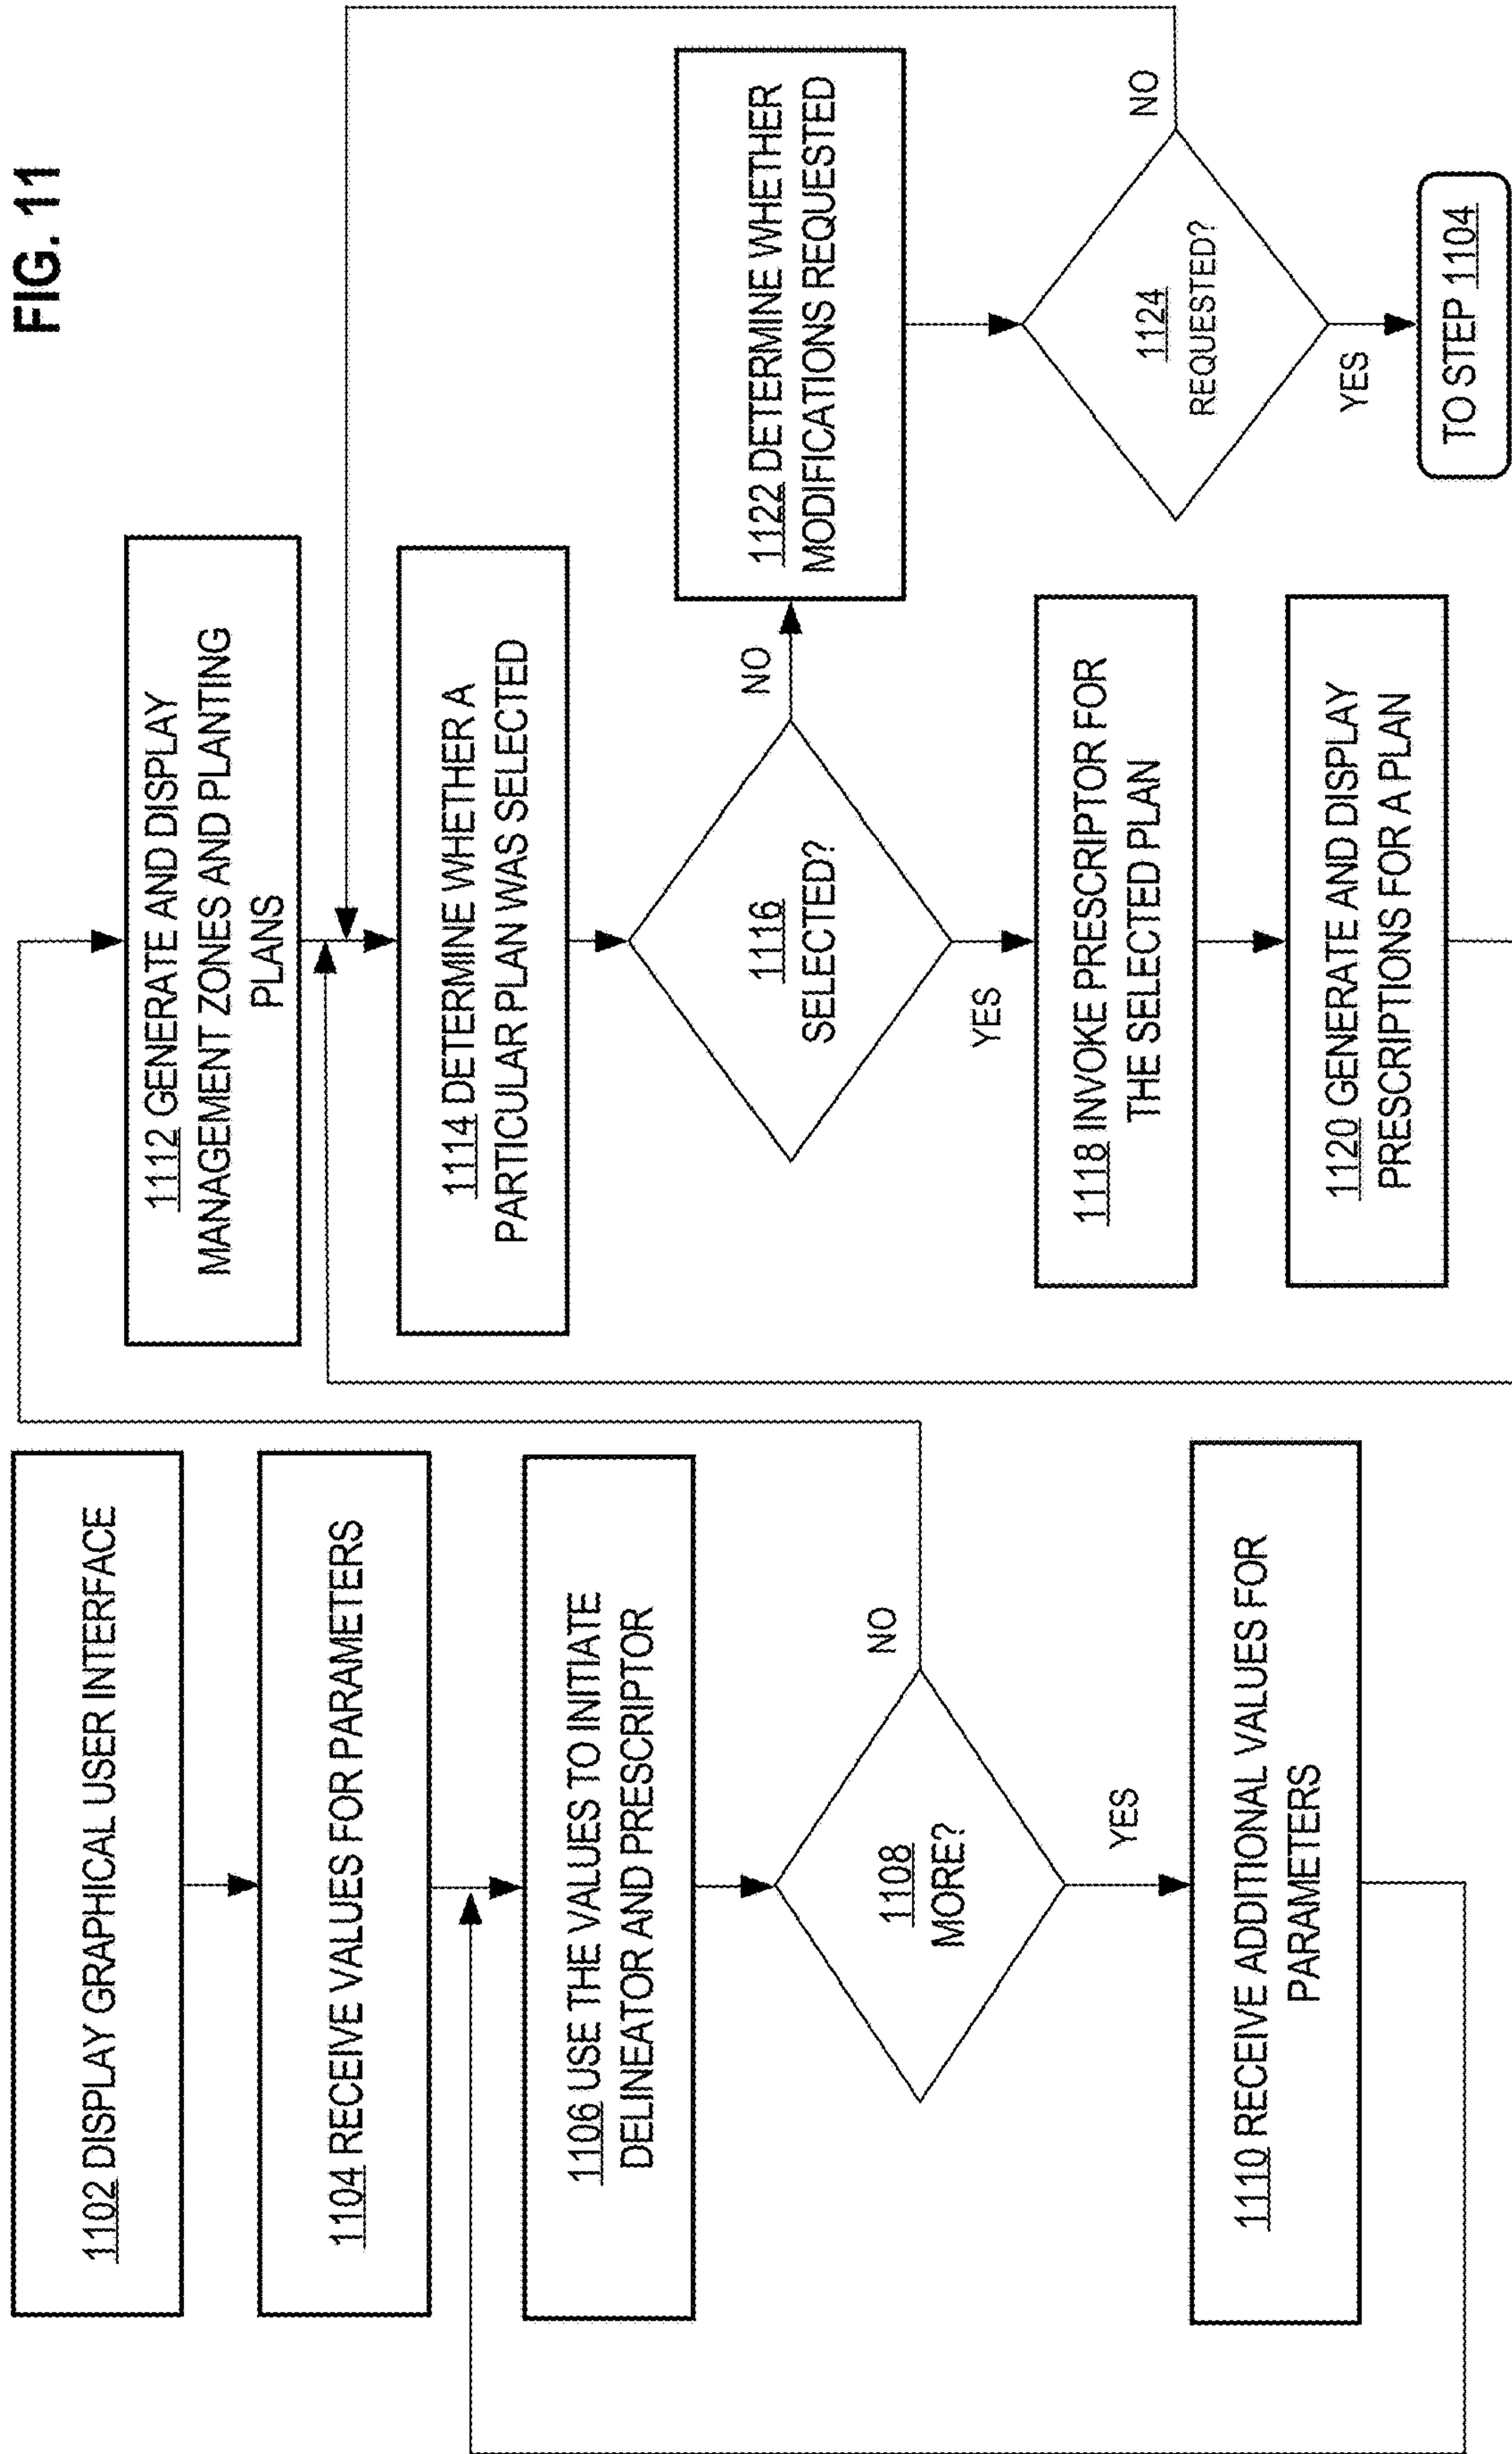 FIG. 11
1102 DISPLAY GRAPHICAL USER INTERFACE
1104 RECEIVE VALUES FOR PARAMETERS
1106 USE THE VALUES TO INITIATE
DELINEATOR AND PRESCRIPTOR
1108
MORE?
NO
YES
1110 RECEIVE ADDITIONAL VALUES FOR
PARAMETERS
1112 GENERATE AND DISPLAY
MANAGEMENT ZONES AND PLANTING
PLANS
1114 DETERMINE WHETHER A
PARTICULAR PLAN WAS SELECTED
1116
SELECTED?
NO
YES
1118 INVOKE PRESCRIPTOR FOR
THE SELECTED PLAN
1120 GENERATE AND DISPLAY
PRESCRIPTIONS FOR A PLAN
1122 DETERMINE WHETHER
MODIFICATIONS REQUESTED
1124
REQUESTED?
NO
YES
TO STEP 1104